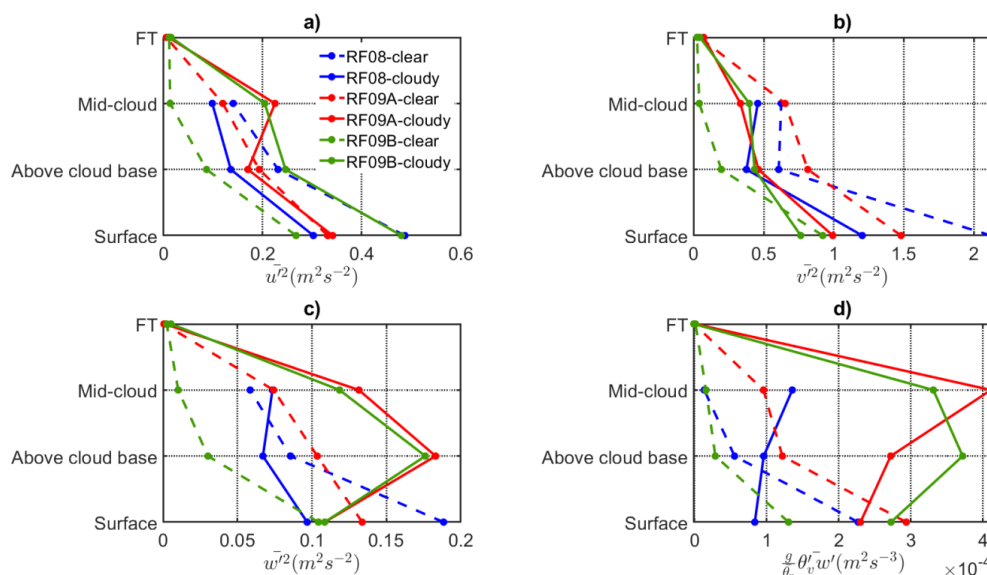 a)
FT
Mid-cloud
Above cloud base
Surface
RF08-clear
RF08-cloudy
RF09A-clear
RF09A-cloudy
RF09B-clear
RF09B-cloudy
0 0.2 0.4 0.6
u'² (m²s⁻²)
b)
FT
Mid-cloud
Above cloud base
Surface
0 0.5 1 1.5 2
v'² (m²s⁻²)
c)
FT
Mid-cloud
Above cloud base
Surface
0 0.05 0.1 0.15 0.2
w'² (m²s⁻²)
d)
FT
Mid-cloud
Above cloud base
Surface
0 1 2 3 4
g/θ θ'ᵥw' (m²s⁻³)
×10⁻⁴